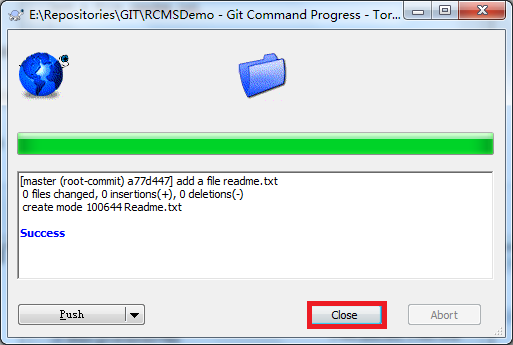 E:\Repositories\GIT\RCMSDemo - Git Command Progress - Tor...
[master (root-commit) a77d447] add a file readme.txt
0 files changed, 0 insertions(+), 0 deletions(-)
create mode 100644 Readme.txt
Success
Push
Close
Abort